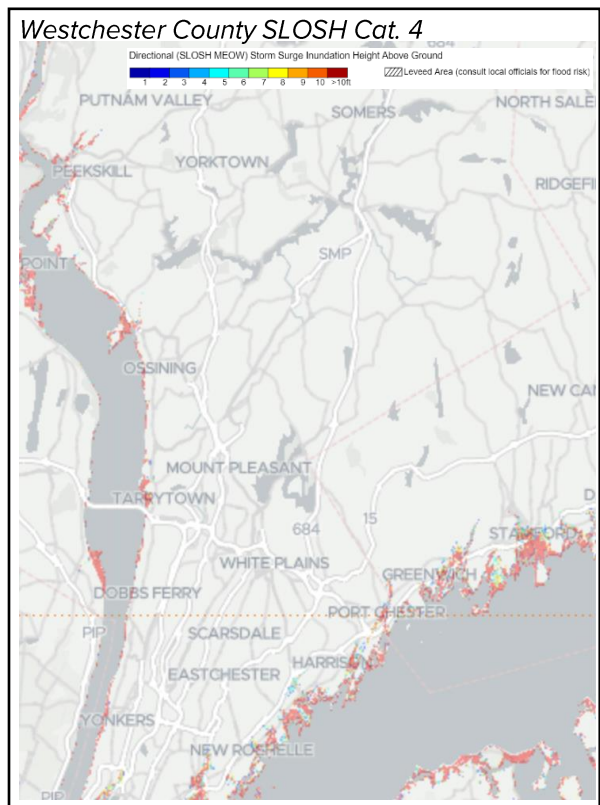 Westchester County SLOSH Cat. 4
684
Directional (SLOSH MEOW) Storm Surge Inundation Height Above Ground
1 2 3 4 5 6 7 8 9 10 >10ft
Leveed Area (consult local officials for flood risk)
PUTNAM VALLEY
SOMERS
NORTH SALE
YORKTOWN
PEEKSKILL
RIDGEFI
SMP
POINT
OSSINING
NEW CA
MOUNT PLEASANT
TARRYTOWN
684
15
D
STAMFORD
WHITE PLAINS
GREENWICH
DOBBS FERRY
PORT CHESTER
PIP
SCARSDALE
HARRISON
EASTCHESTER
YONKERS
NEW ROCHELLE
PIP